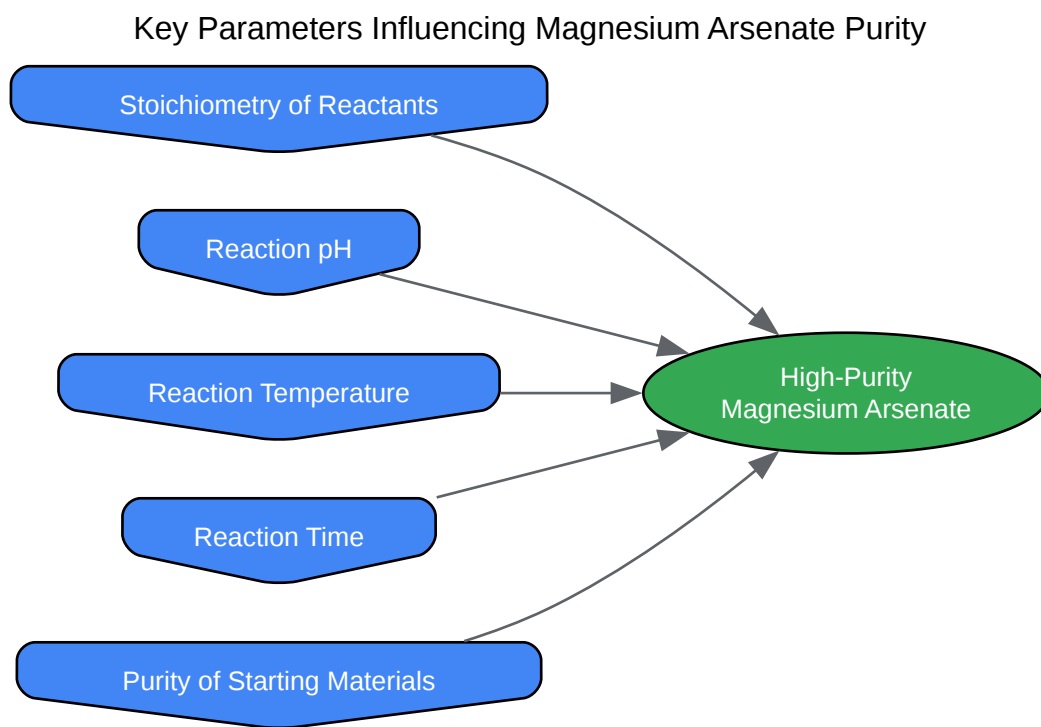 Key Parameters Influencing Magnesium Arsenate Purity
Stoichiometry of Reactants
Reaction pH
Reaction Temperature
High-Purity
Magnesium Arsenate
Reaction Time
Purity of Starting Materials